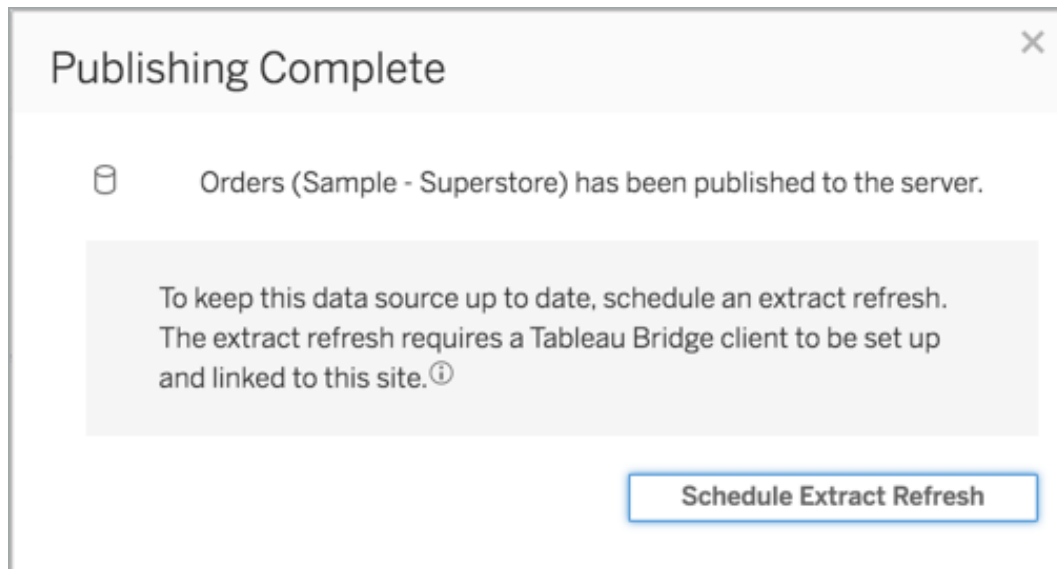 Publishing Complete
Orders (Sample - Superstore) has been published to the server.
To keep this data source up to date, schedule an extract refresh.
The extract refresh requires a Tableau Bridge client to be set up
and linked to this site.
Schedule Extract Refresh